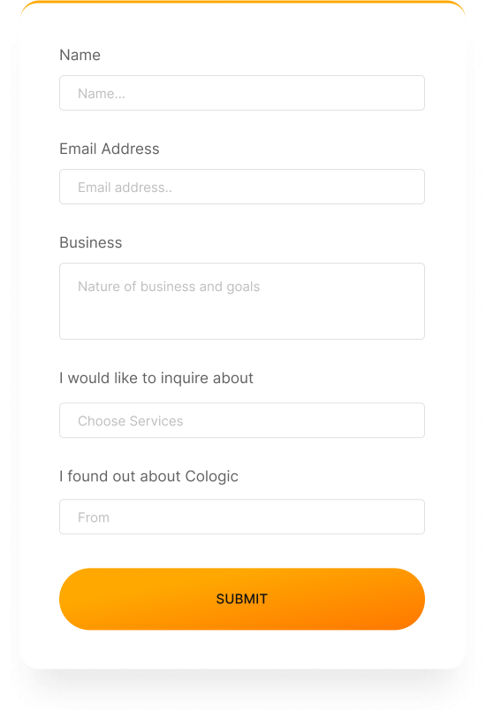 Name
Name...
Email Address
Email address..
Business
Nature of business and goals
I would like to inquire about
Choose Services
I found out about Cologic
From
SUBMIT